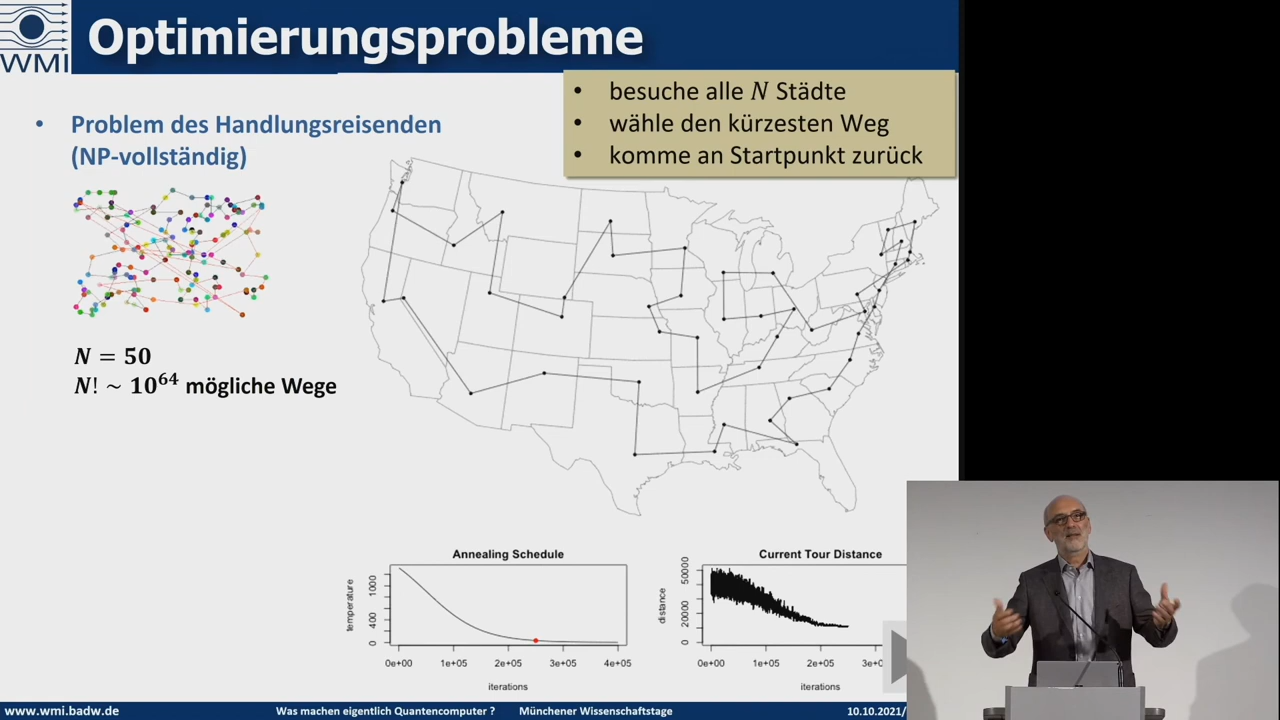 WMI
Optimierungsprobleme
• besuche alle N Städte
• wähle den kürzesten Weg
• komme an Startpunkt zurück
• Problem des Handlungsreisenden
(NP-vollständig)
N = 50
N! ~ 10⁶⁴ mögliche Wege
Annealing Schedule
temperature
1000
400
0
0e+00 1e+05 2e+05 3e+05 4e+05
iterations
Current Tour Distance
distance
50000
20000
0
0e+00 1e+05 2e+05
iterations
www.wmi.badw.de Was machen eigentlich Quantencomputer ? Münchener Wissenschaftstage 10.10.2021/